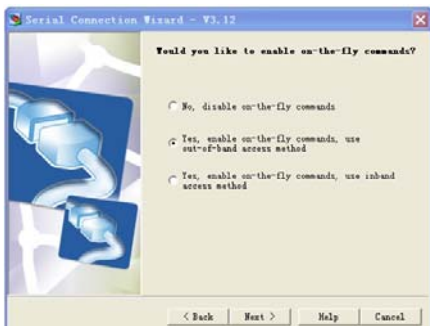 Serial Connection Wizard - V3.12
Would you like to enable on-the-fly commands?
No, disable on-the-fly commands
Yes, enable on-the-fly commands, use
out-of-band access method
Yes, enable on-the-fly commands, use inband
access method
< Back Next > Help Cancel